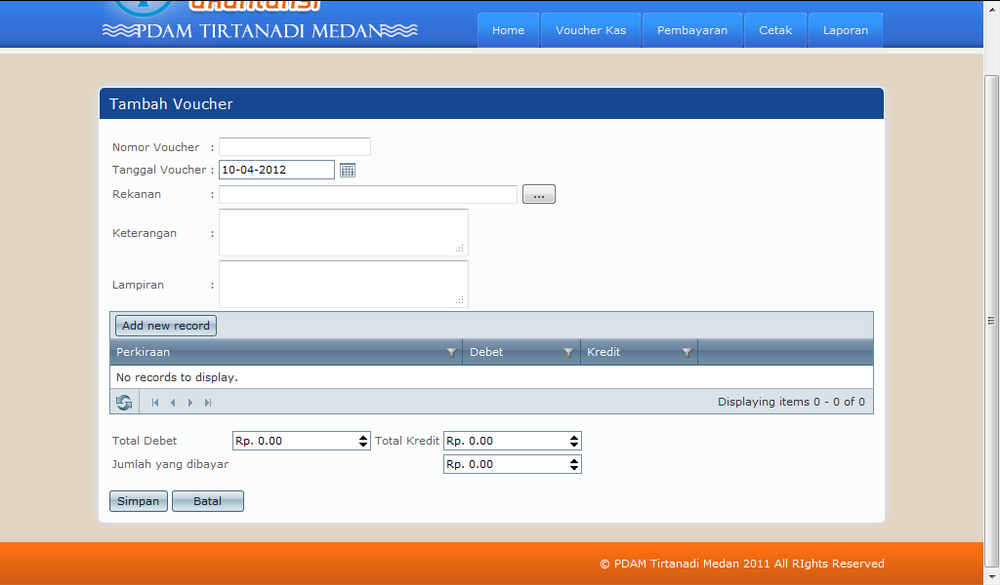 akuntansi
PDAM TIRTANADI MEDAN
Home Voucher Kas Pembayaran Cetak Laporan
Tambah Voucher
Nomor Voucher :
Tanggal Voucher : 10-04-2012
Rekanan : ...
Keterangan :
Lampiran :
Add new record
Perkiraan Debet Kredit
No records to display.
Displaying items 0 - 0 of 0
Total Debet Rp. 0.00 Total Kredit Rp. 0.00
Jumlah yang dibayar Rp. 0.00
Simpan Batal
© PDAM Tirtanadi Medan 2011 All RIghts Reserved